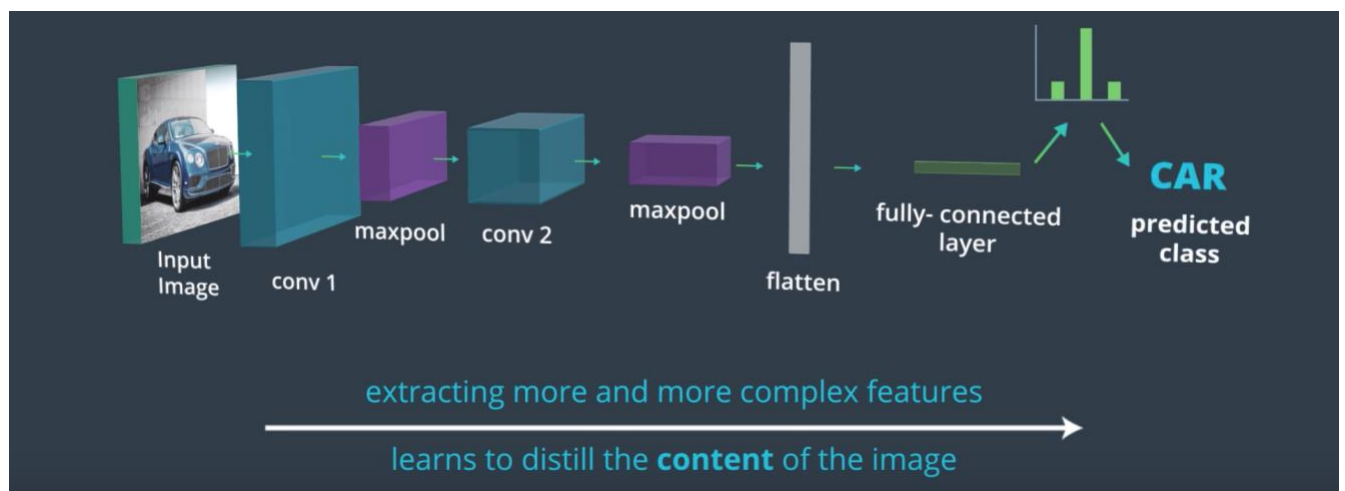 Input
Image
conv 1
maxpool
conv 2
maxpool
flatten
fully- connected
layer
CAR
predicted
class
extracting more and more complex features
learns to distill the content of the image